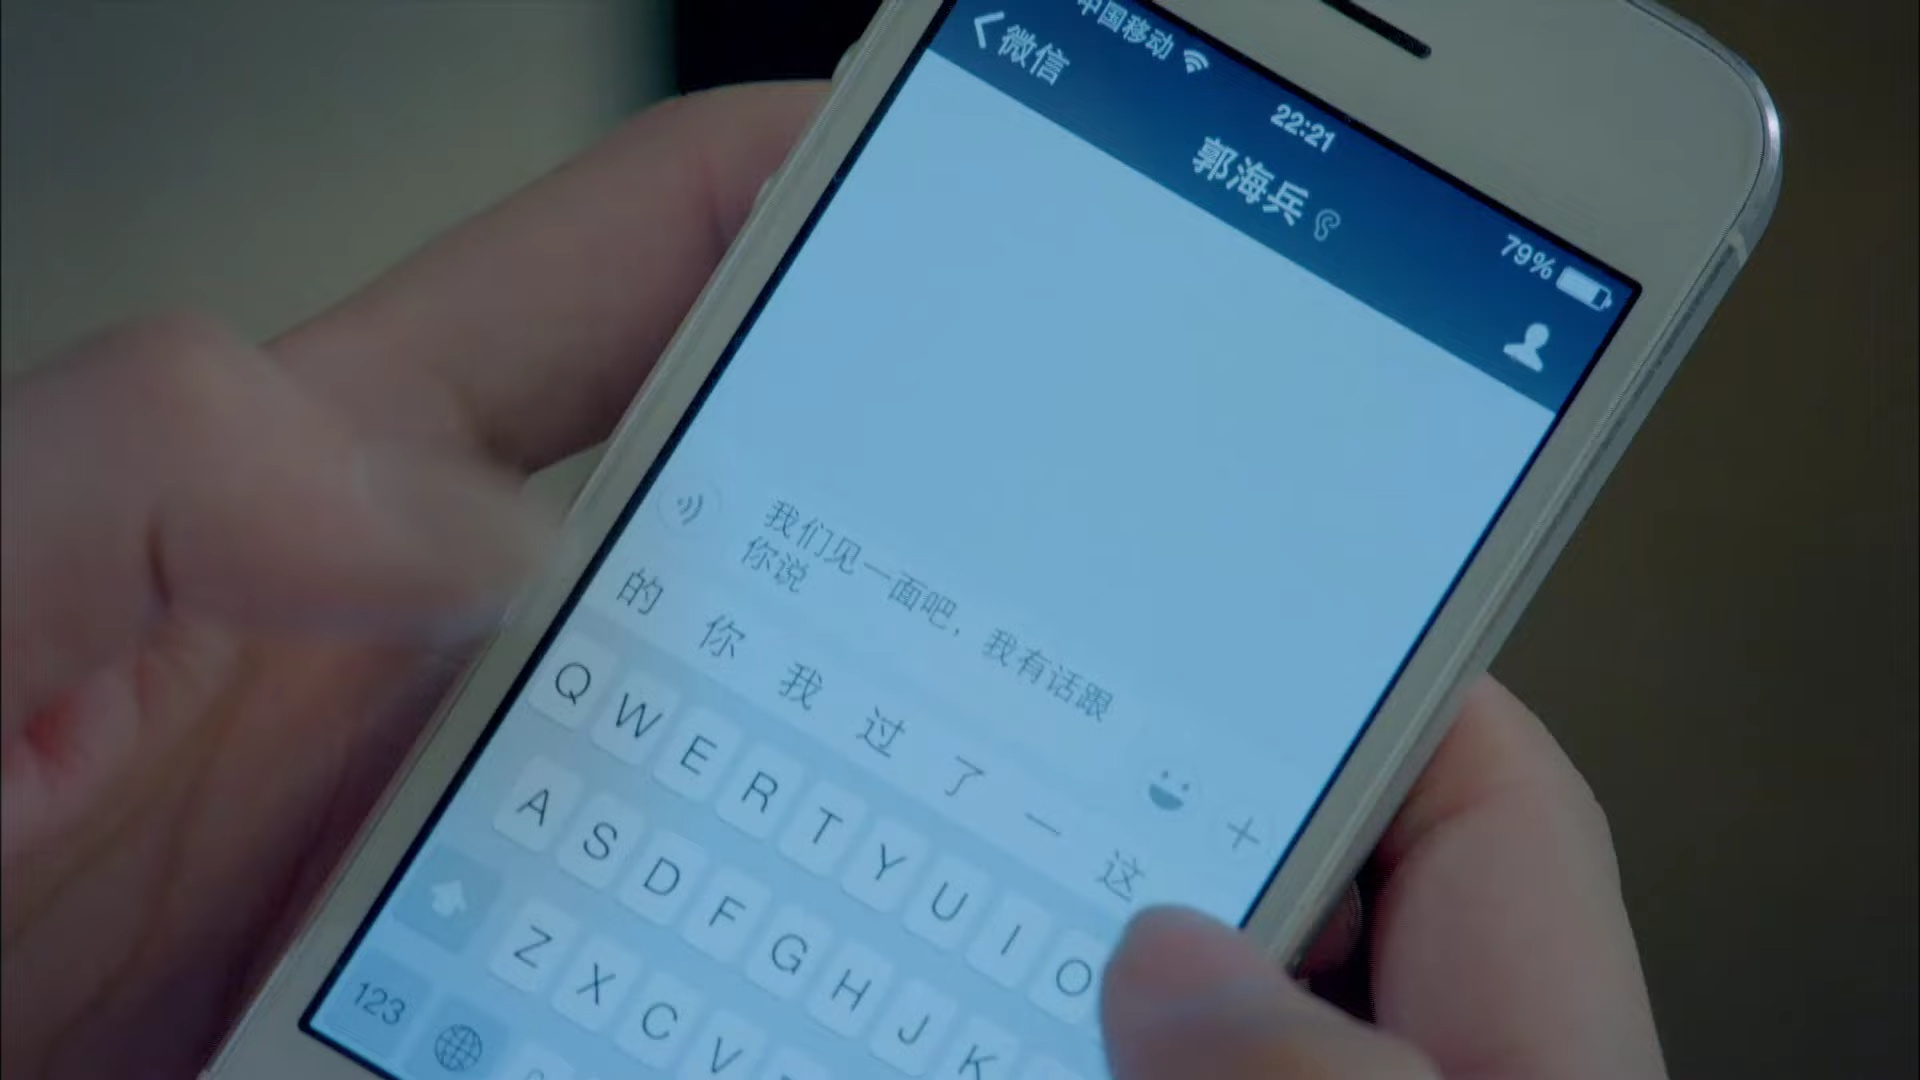 中国移动
22:21
79%
微信
郭海兵
我们见一面吧，我有话跟
你说
的 你 我 过 了 一 这
Q W E R T Y U I O
A S D F G H J K
Z X C V
123